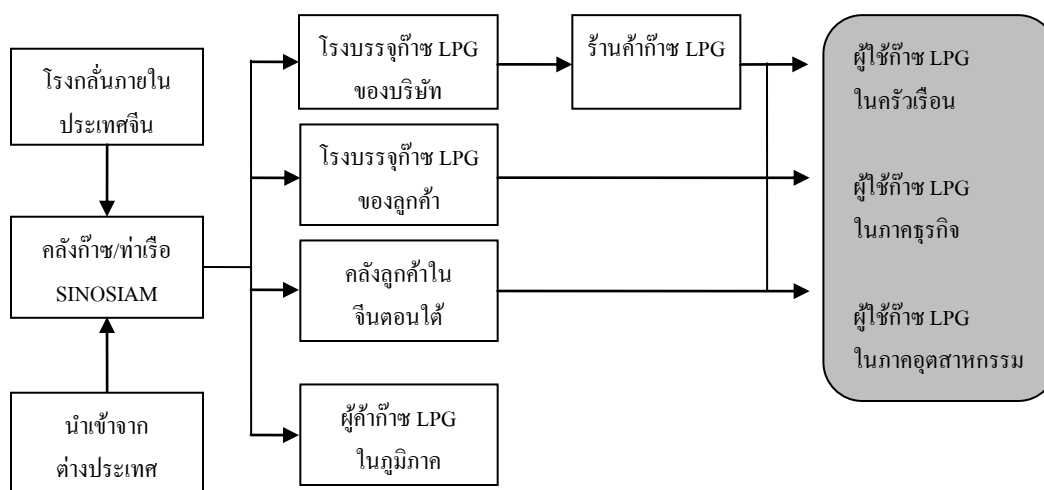 โรงกลั่นภายใน
ประเทศจีน
คลังก๊าซ/ท่าเรือ
SINOSIAM
นำเข้าจาก
ต่างประเทศ
โรงบรรจุก๊าซ LPG
ของบริษัท
โรงบรรจุก๊าซ LPG
ของลูกค้า
คลังลูกค้าใน
จีนตอนใต้
ผู้ค้าก๊าซ LPG
ในภูมิภาค
ร้านค้าก๊าซ LPG
ผู้ใช้ก๊าซ LPG
ในครัวเรือน
ผู้ใช้ก๊าซ LPG
ในภาคธุรกิจ
ผู้ใช้ก๊าซ LPG
ในภาคอุตสาหกรรม